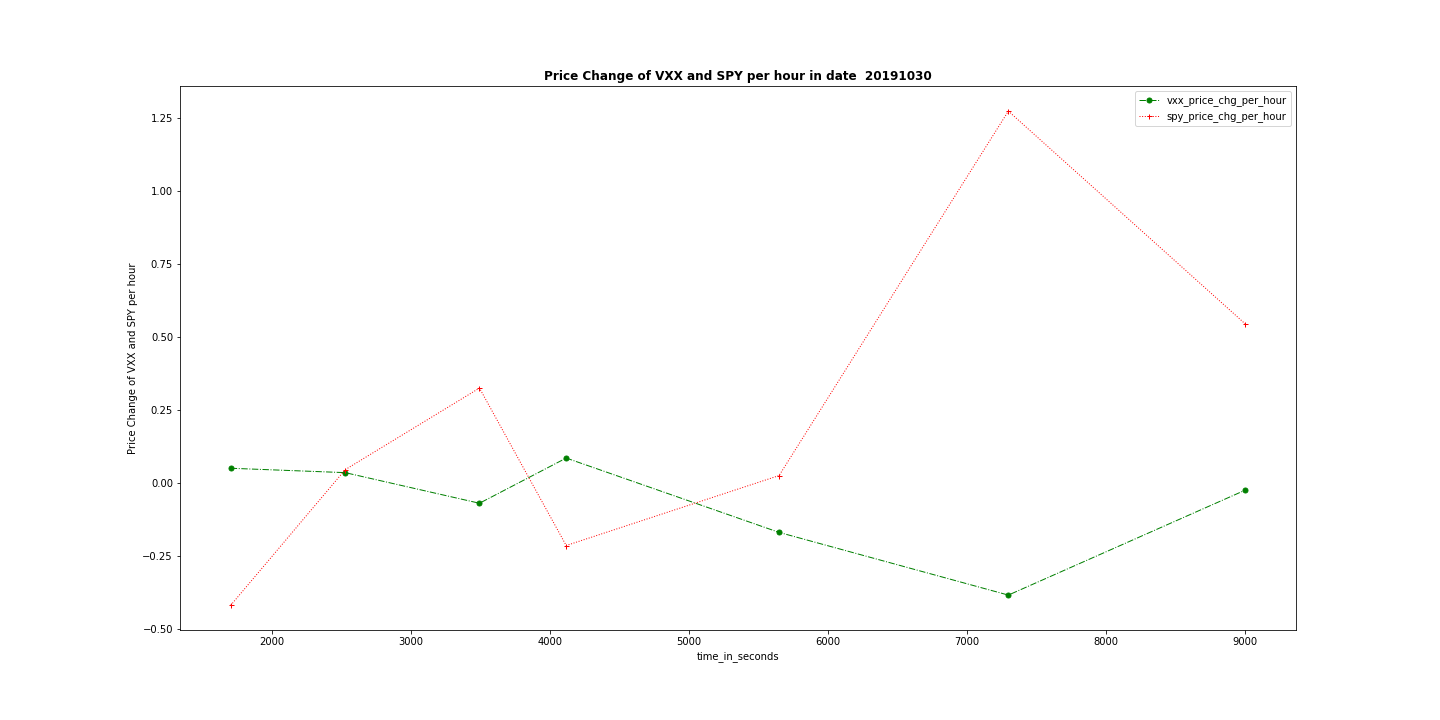 Price Change of VXX and SPY per hour in date  20191030
vxx_price_chg_per_hour
spy_price_chg_per_hour
Price Change of VXX and SPY per hour
1.25
1.00
0.75
0.50
0.25
0.00
−0.25
−0.50
2000 3000 4000 5000 6000 7000 8000 9000
time_in_seconds